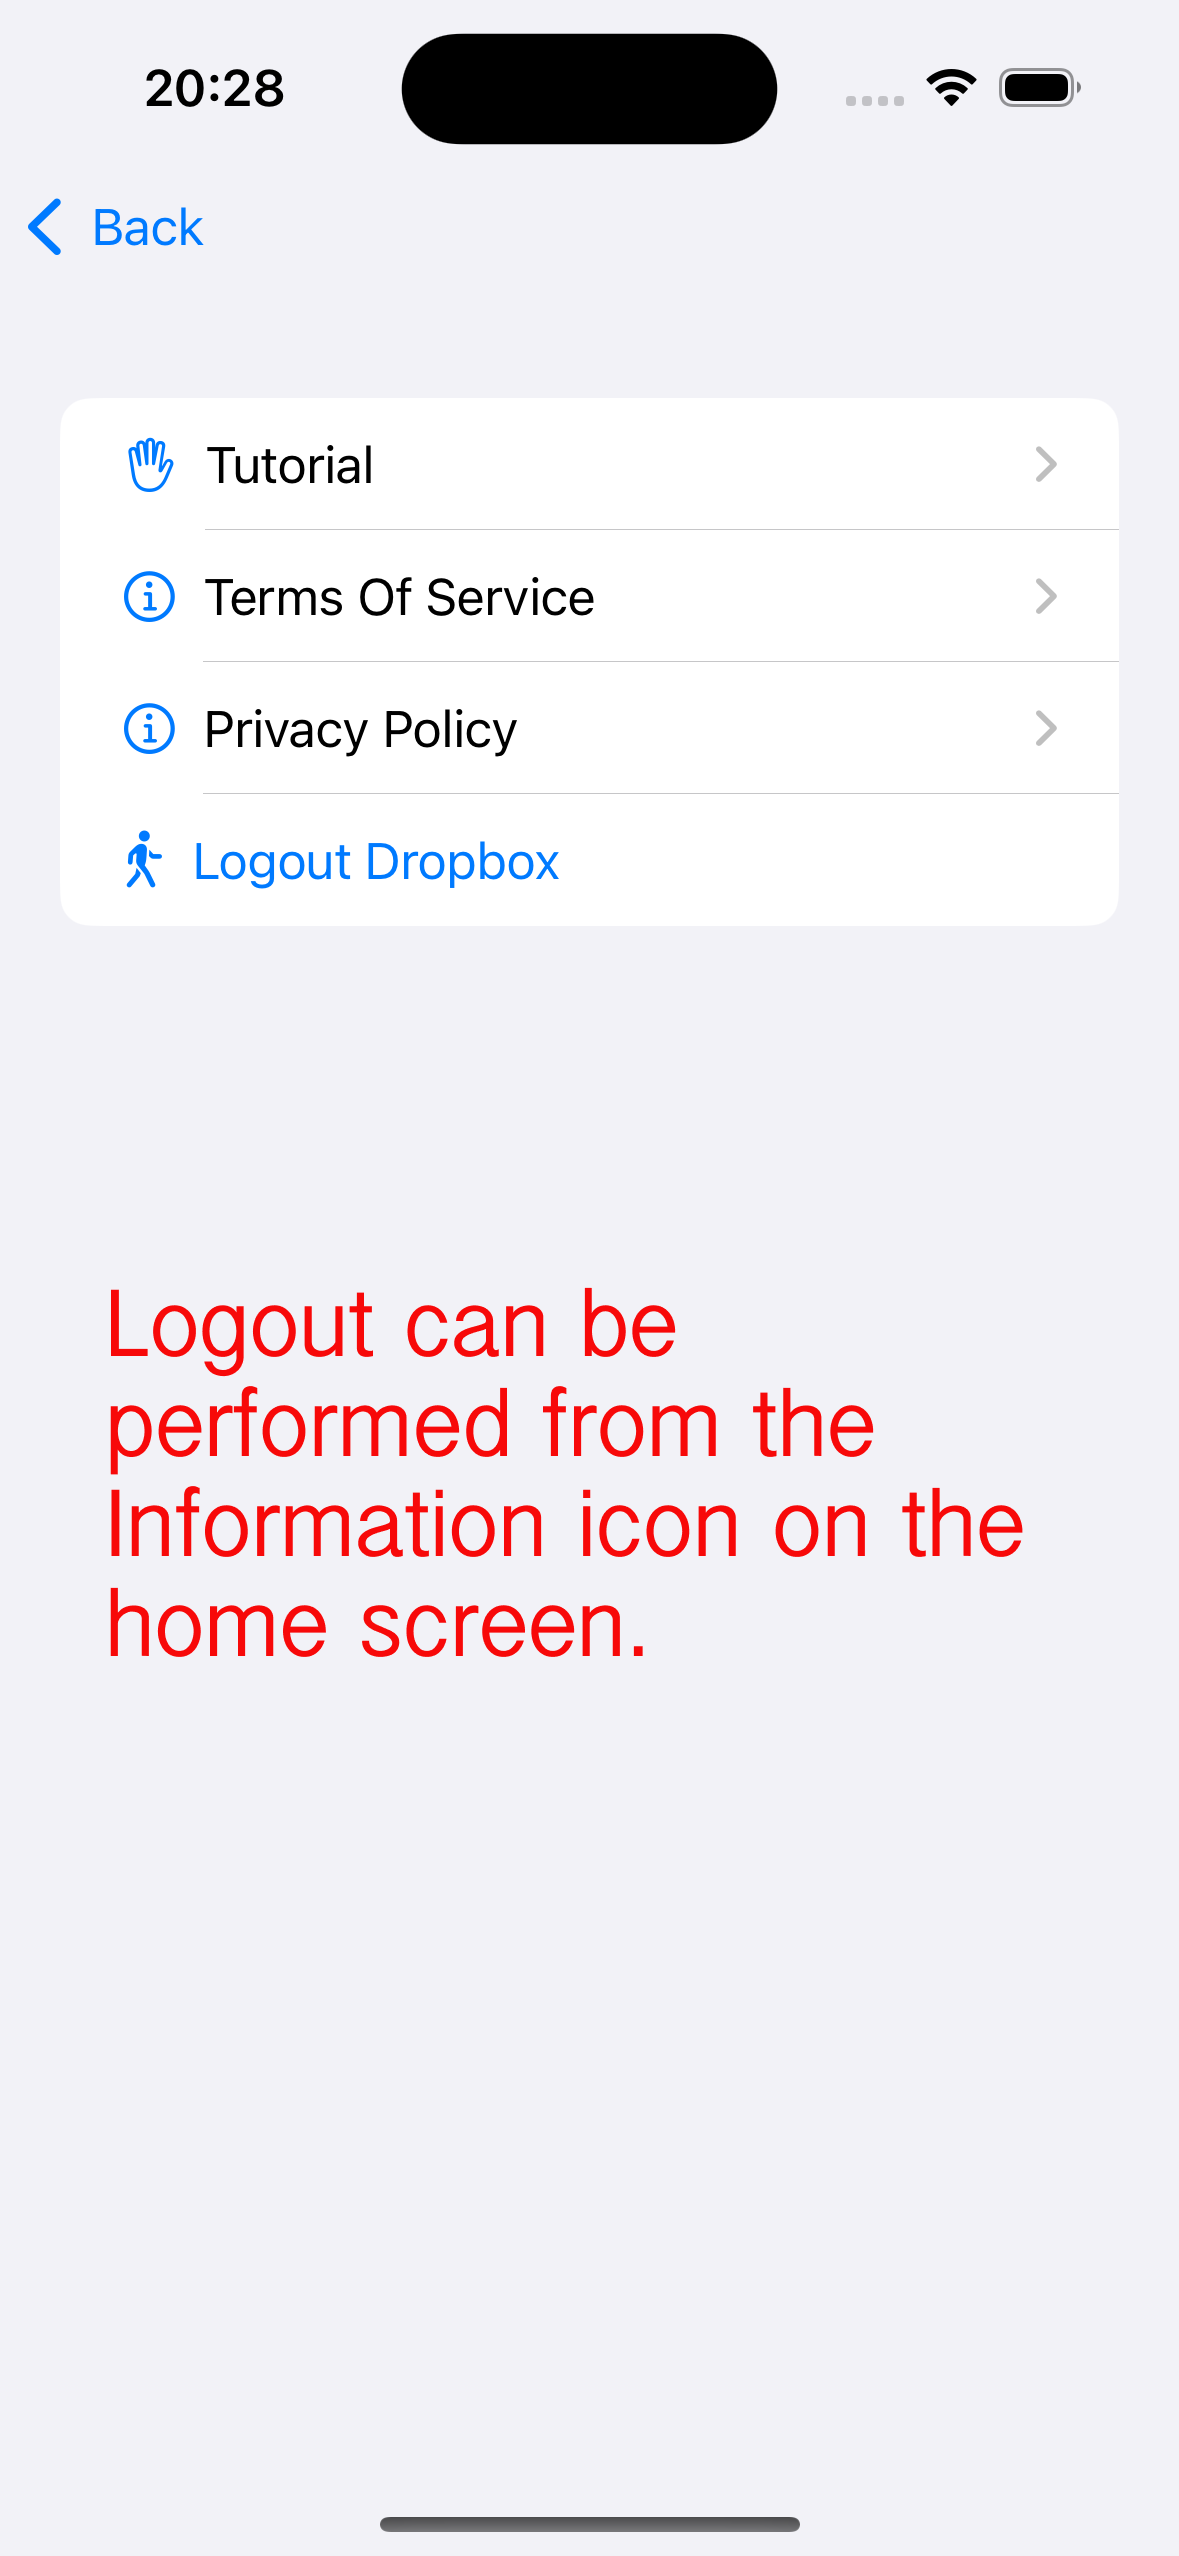 20:28
Back
Tutorial
Terms Of Service
Privacy Policy
Logout Dropbox
Logout can be
performed from the
Information icon on the
home screen.